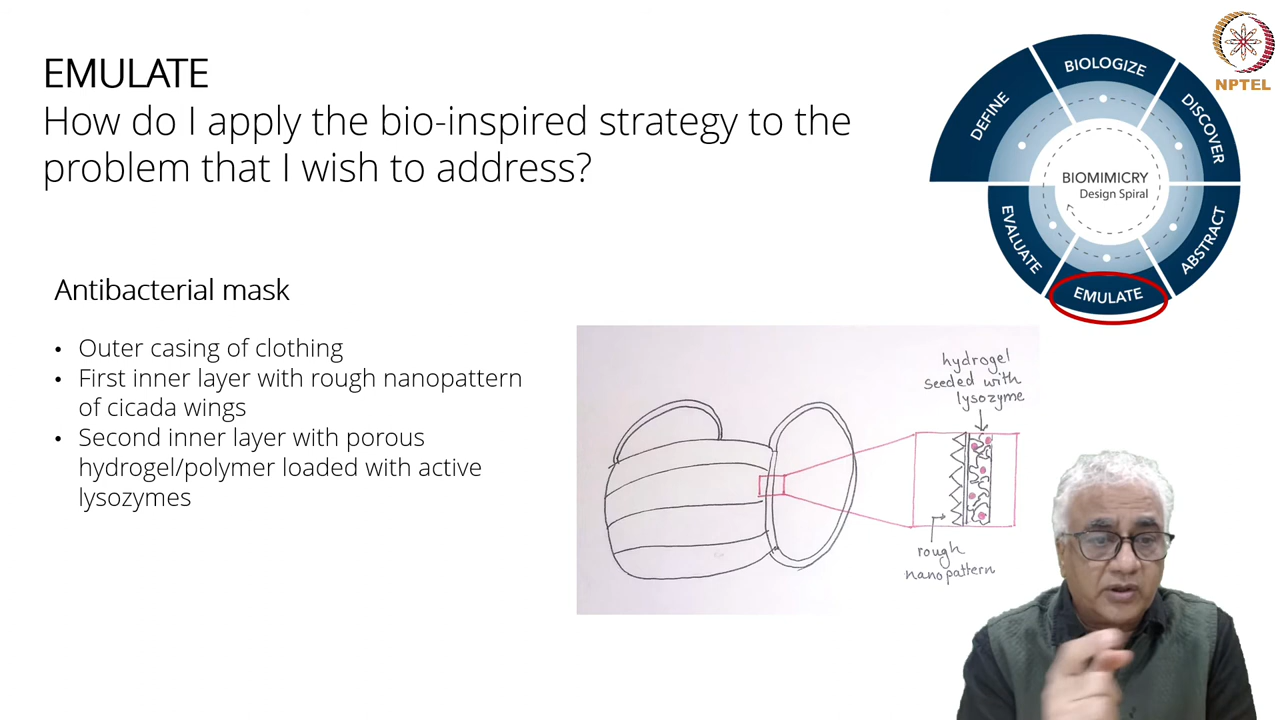 EMULATE
How do I apply the bio-inspired strategy to the
problem that I wish to address?
Antibacterial mask
• Outer casing of clothing
• First inner layer with rough nanopattern
of cicada wings
• Second inner layer with porous
hydrogel/polymer loaded with active
lysozymes
hydrogel
seeded with
lysozyme
rough
nanopattern
DEFINE
BIOLOGIZE
DISCOVER
ABSTRACT
EMULATE
EVALUATE
BIOMIMICRY
Design Spiral
NPTEL